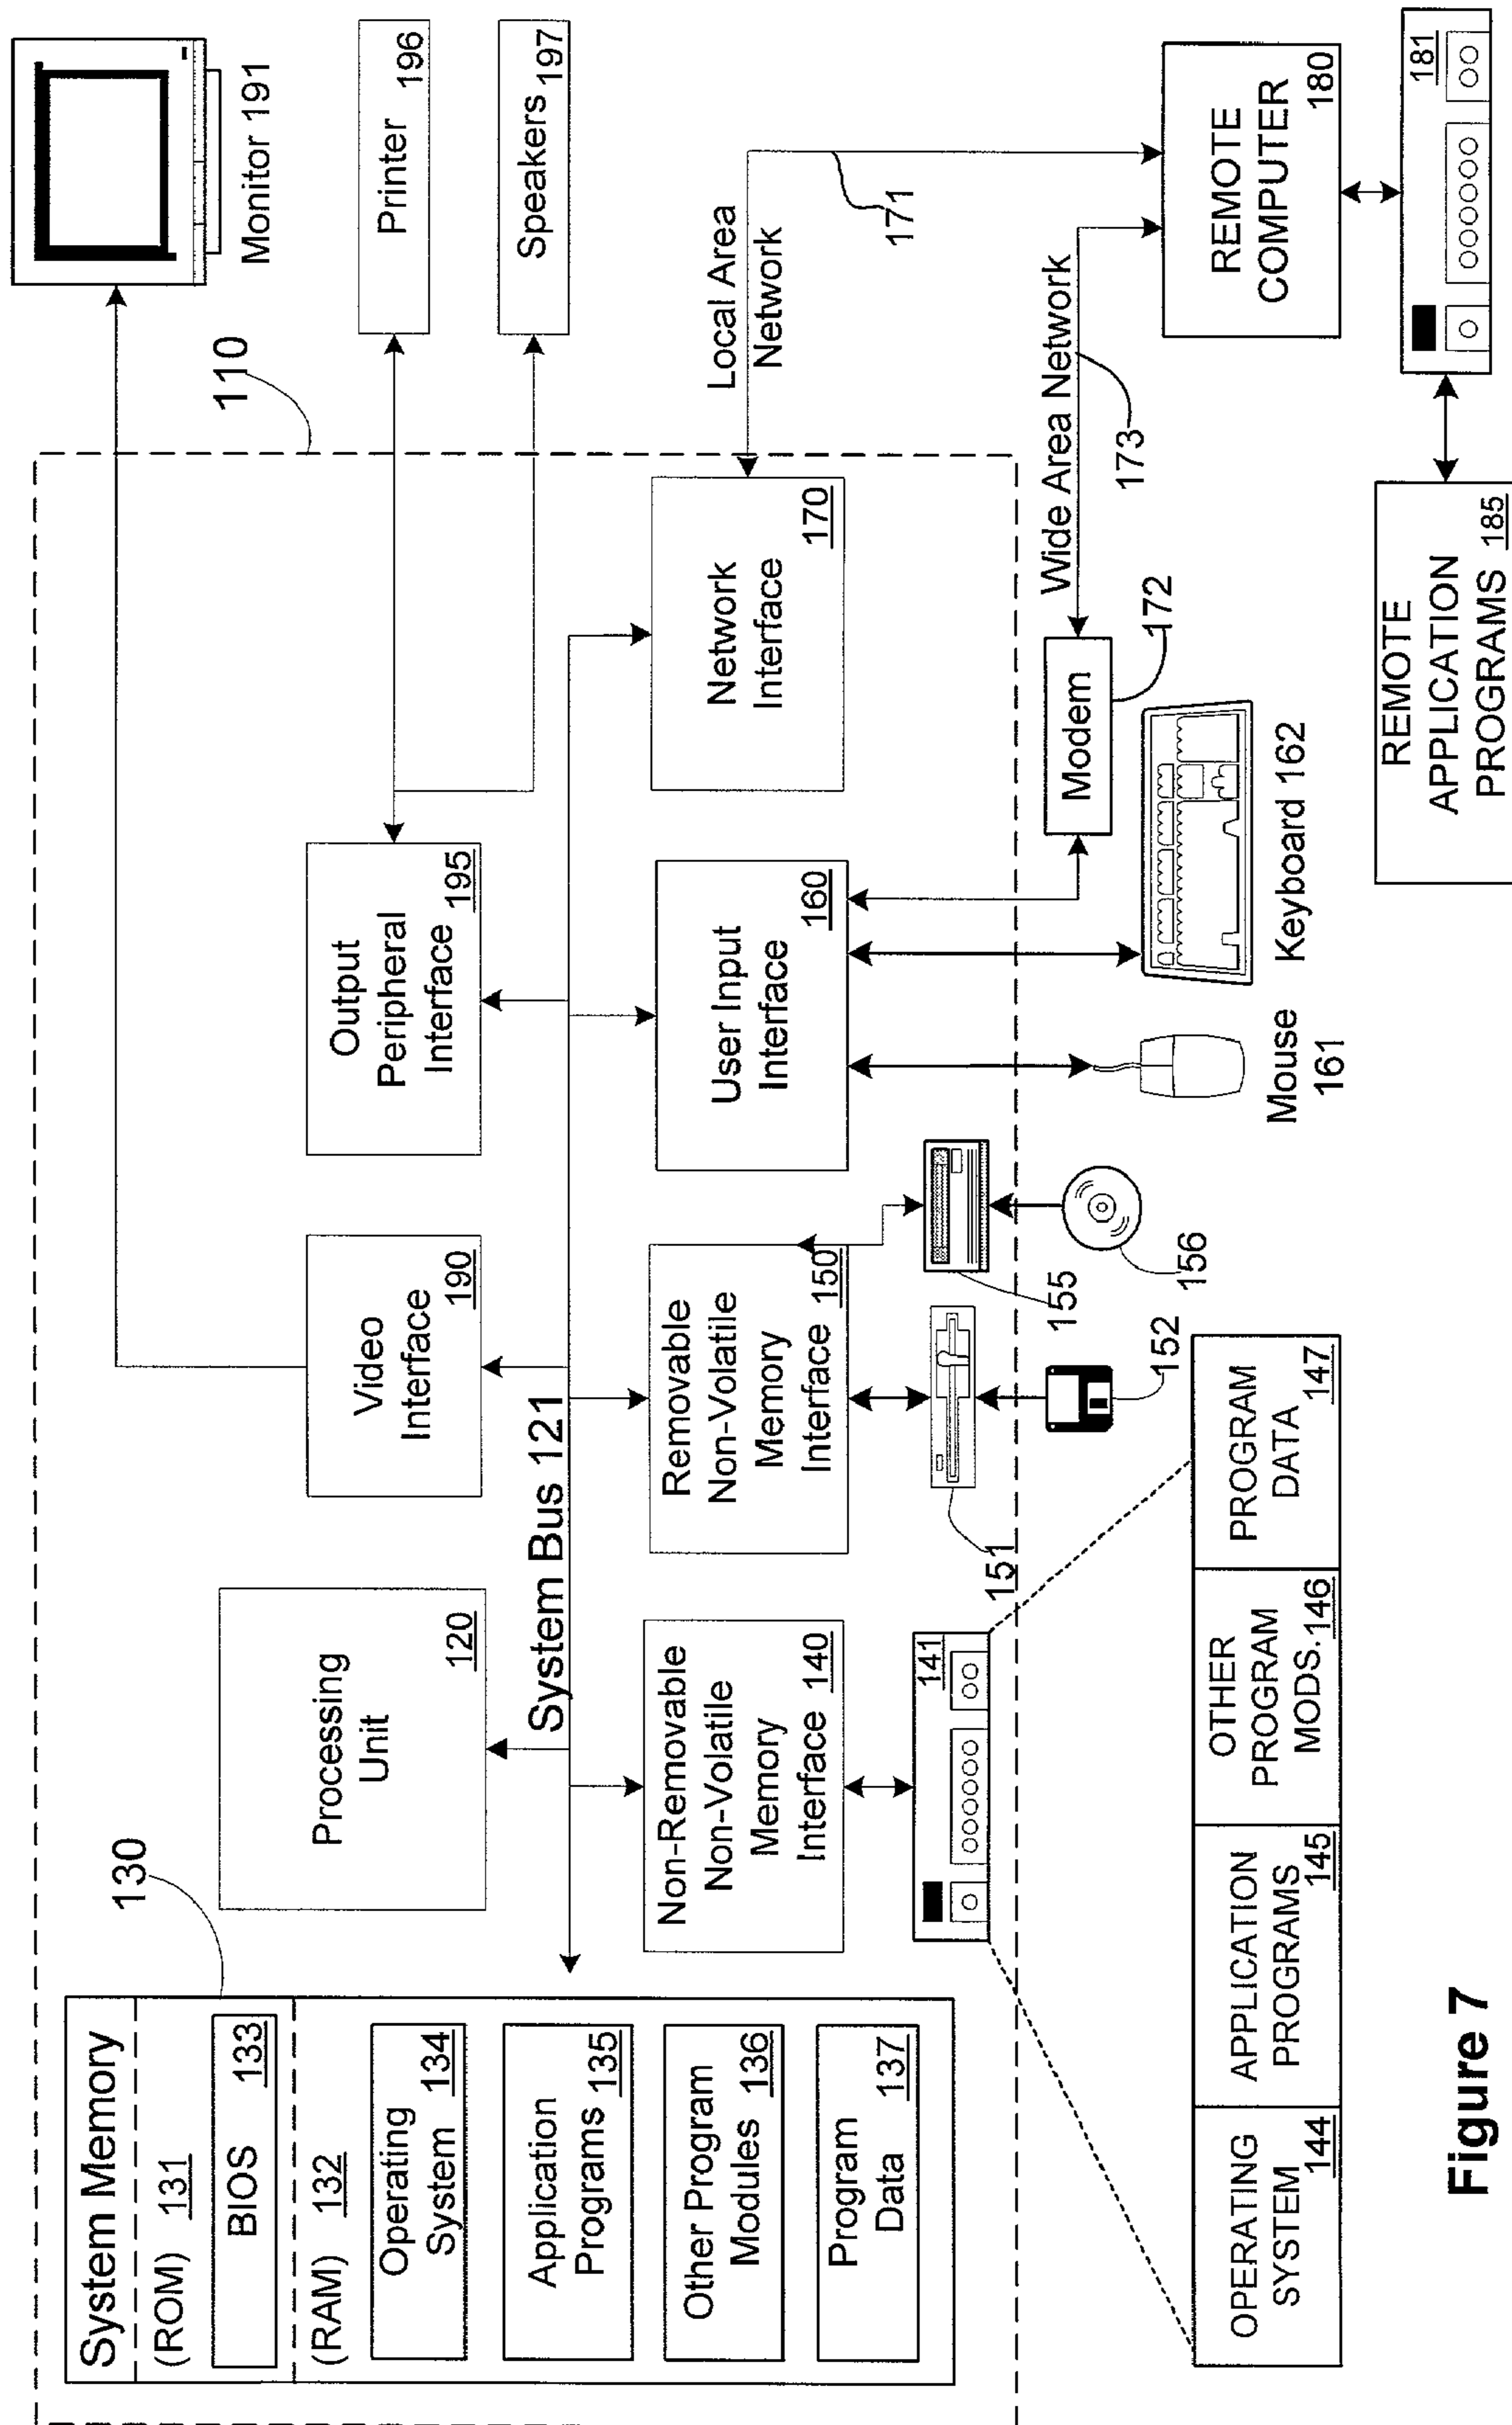 System Memory
(ROM) 131
BIOS 133
(RAM) 132
Operating
System 134
Application
Programs 135
Other Program
Modules 136
Program
Data 137
130
Processing
Unit
120
System Bus 121
Video
Interface
190
Output
Peripheral
Interface 195
110
Monitor 191
Printer
196
Speakers 197
Non-Removable
Non-Volatile
Memory
Interface 140
Removable
Non-Volatile
Memory
Interface 150
User Input
Interface
160
Network
Interface
170
Local Area
Network
171
141
151
152
155
156
Mouse
161
Keyboard 162
Modem
172
Wide Area Network
173
REMOTE
COMPUTER
180
181
REMOTE
APPLICATION
PROGRAMS 185
OPERATING
SYSTEM 144
APPLICATION
PROGRAMS 145
OTHER
PROGRAM
MODS. 146
PROGRAM
DATA 147
Figure 7